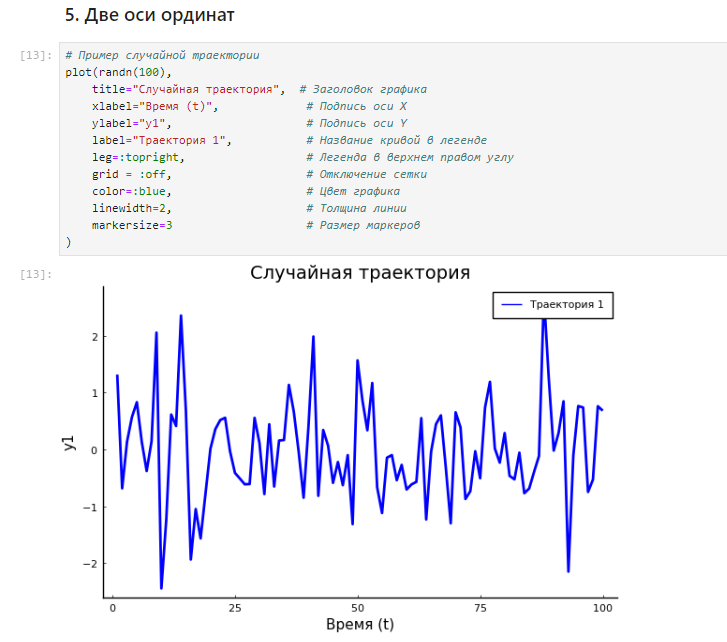 5. Две оси ординат
[13]: # Пример случайной траектории
plot(randn(100),
title="Случайная траектория", # Заголовок графика
xlabel="Время (t)", # Подпись оси X
ylabel="y1", # Подпись оси Y
label="Траектория 1", # Название кривой в легенде
leg=:topright, # Легенда в верхнем правом углу
grid = :off, # Отключение сетки
color=:blue, # Цвет графика
linewidth=2, # Толщина линии
markersize=3 # Размер маркеров
)
[13]:
Случайная траектория
Траектория 1
2
1
0
−1
−2
y1
0 25 50 75 100
Время (t)